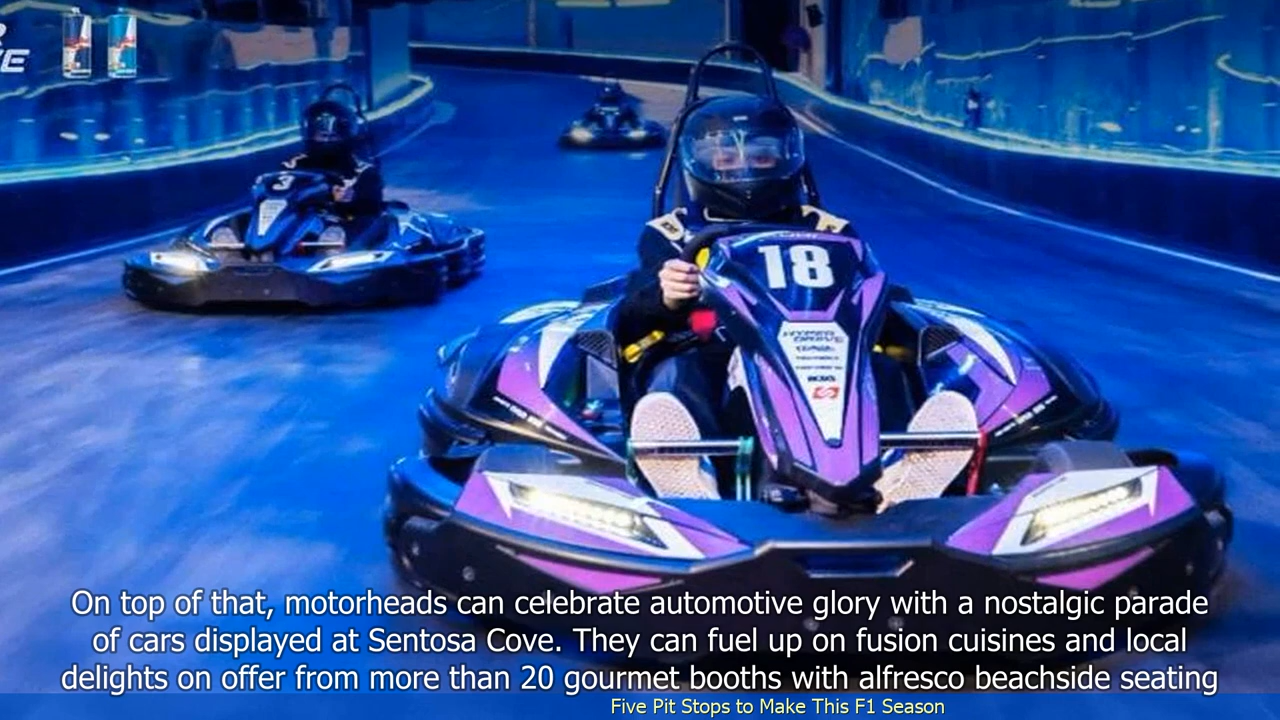 3
18
HYPER
DRIVE
On top of that, motorheads can celebrate automotive glory with a nostalgic parade
of cars displayed at Sentosa Cove. They can fuel up on fusion cuisines and local
delights on offer from more than 20 gourmet booths with alfresco beachside seating
Five Pit Stops to Make This F1 Season